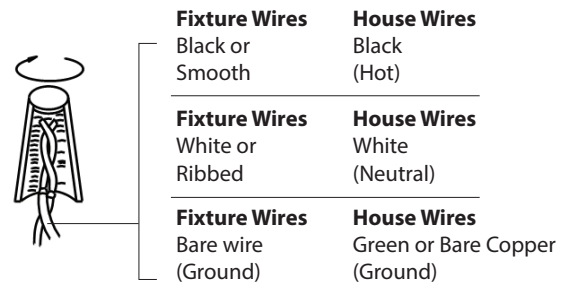 Fixture Wires House Wires
Black or Black
Smooth (Hot)
Fixture Wires House Wires
White or White
Ribbed (Neutral)
Fixture Wires House Wires
Bare wire Green or Bare Copper
(Ground) (Ground)